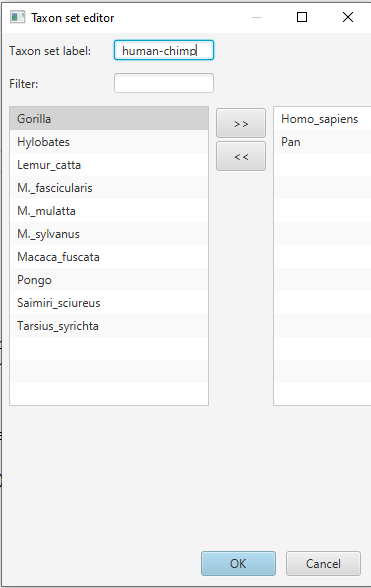 Taxon set editor
Taxon set label:
human-chimp
Filter:
Gorilla
Hylobates
Lemur_catta
M._fascicularis
M._mulatta
M._sylvanus
Macaca_fuscata
Pongo
Saimiri_sciureus
Tarsius_syrichta
>>
<<
Homo_sapiens
Pan
OK
Cancel